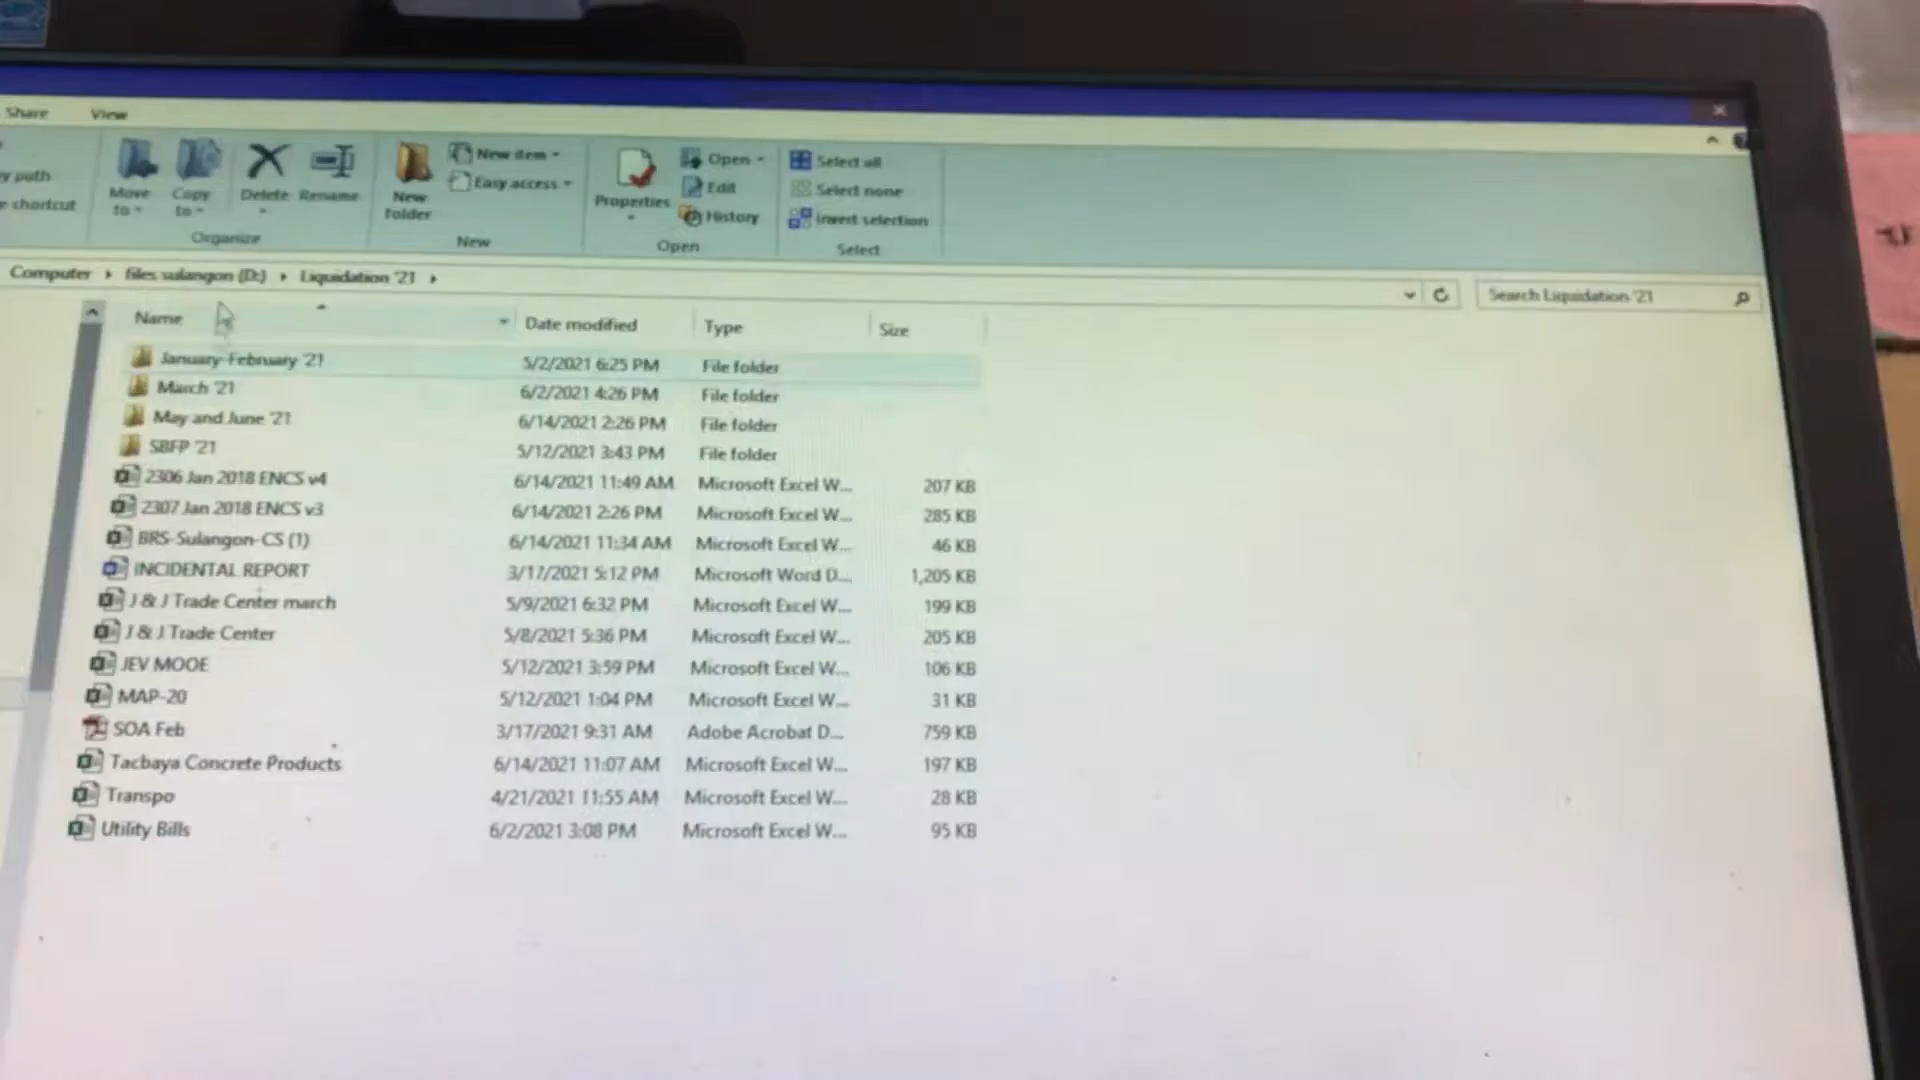 Share View
y path
e shortcut
Move to
Copy to
Delete
Rename
Organize
New folder
New item
Easy access
New
Properties
Open
Edit
History
Open
Select all
Select none
Invert selection
Select
Computer files sulangon (D:) Liquidation '21
Search Liquidation '21
Name Date modified Type Size
January-February '21 5/2/2021 6:25 PM File folder
March '21 6/2/2021 4:26 PM File folder
May and June '21 6/14/2021 2:26 PM File folder
SBFP '21 5/12/2021 3:43 PM File folder
2306 Jan 2018 ENCS v4 6/14/2021 11:49 AM Microsoft Excel W... 207 KB
2307 Jan 2018 ENCS v3 6/14/2021 2:26 PM Microsoft Excel W... 285 KB
BRS-Sulangon-CS (1) 6/14/2021 11:34 AM Microsoft Excel W... 46 KB
INCIDENTAL REPORT 3/17/2021 5:12 PM Microsoft Word D... 1,205 KB
J & J Trade Center march 5/9/2021 6:32 PM Microsoft Excel W... 199 KB
J & J Trade Center 5/8/2021 5:36 PM Microsoft Excel W... 205 KB
JEV MOOE 5/12/2021 3:59 PM Microsoft Excel W... 106 KB
MAP-20 5/12/2021 1:04 PM Microsoft Excel W... 31 KB
SOA Feb 3/17/2021 9:31 AM Adobe Acrobat D... 759 KB
Tacbaya Concrete Products 6/14/2021 11:07 AM Microsoft Excel W... 197 KB
Transpo 4/21/2021 11:55 AM Microsoft Excel W... 28 KB
Utility Bills 6/2/2021 3:08 PM Microsoft Excel W... 95 KB